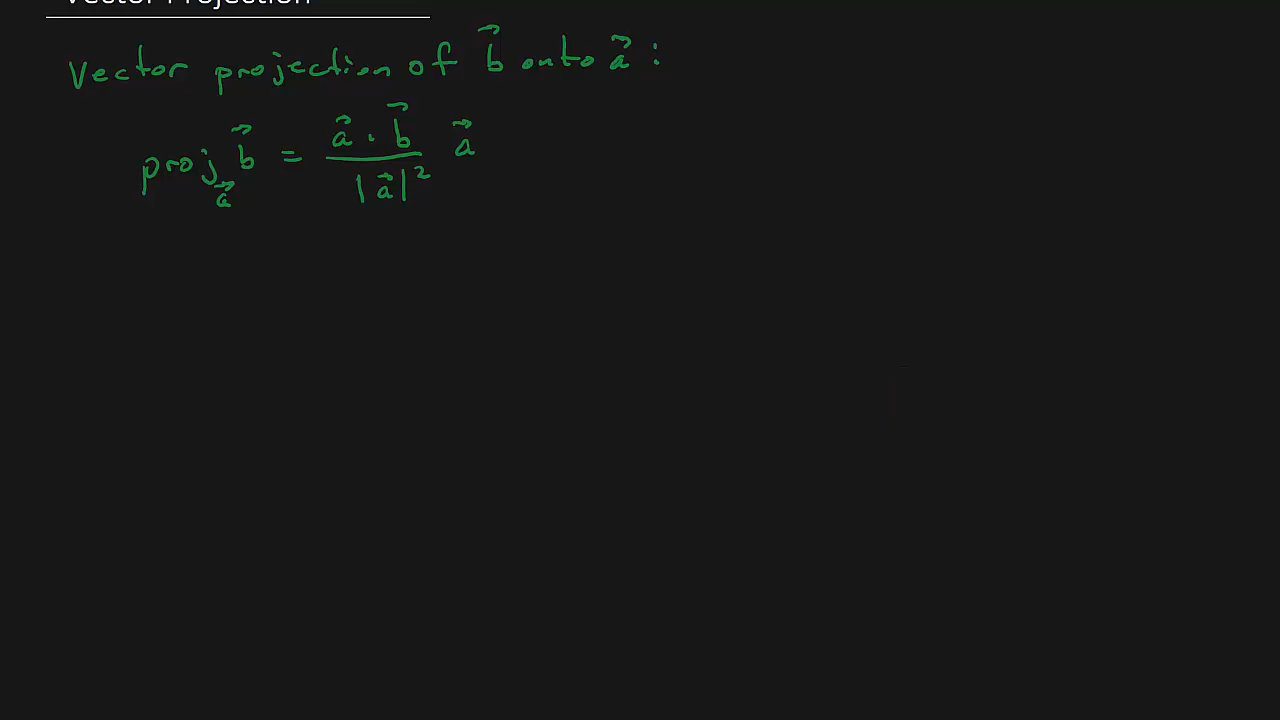 Vector Projection
Vector projection of b⃗ onto a⃗ :
proj_a⃗ b⃗ = (a⃗ · b⃗ / |a⃗|²) a⃗